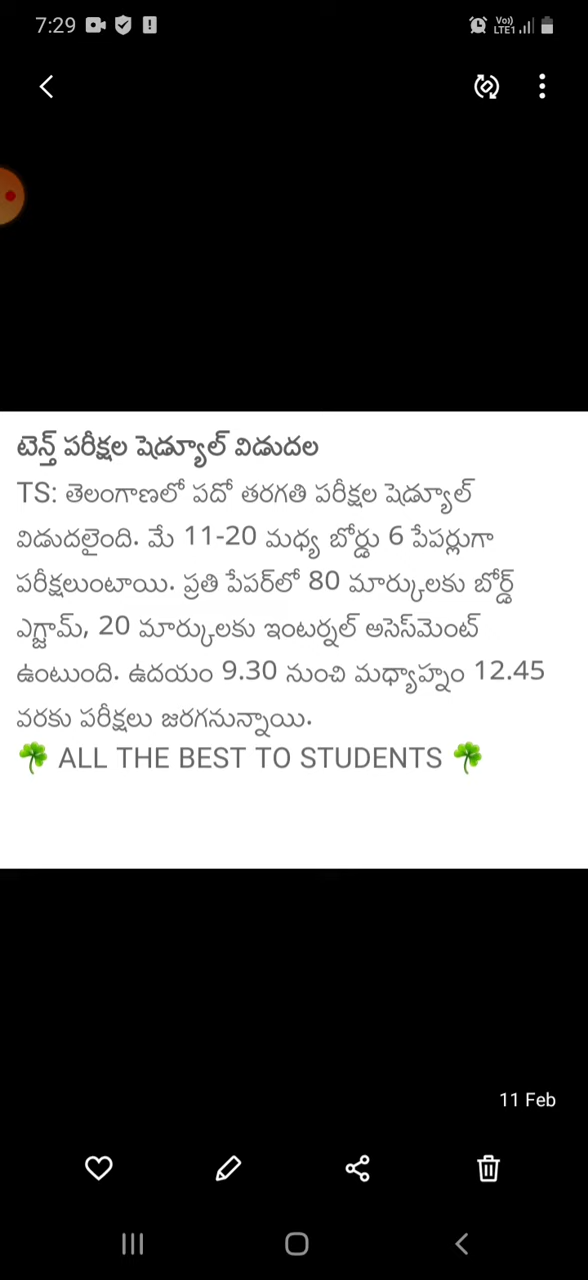 7:29
Vo))
LTE1
టెన్త్ పరీక్షల షెడ్యూల్ విడుదల
TS: తెలంగాణలో పదో తరగతి పరీక్షల షెడ్యూల్
విడుదలైంది. మే 11-20 మధ్య బోర్డు 6 పేపర్లుగా
పరీక్షలుంటాయి. ప్రతి పేపర్‌లో 80 మార్కులకు బోర్డ్
ఎగ్జామ్, 20 మార్కులకు ఇంటర్నల్ అసెస్‌మెంట్
ఉంటుంది. ఉదయం 9.30 నుంచి మధ్యాహ్నం 12.45
వరకు పరీక్షలు జరగనున్నాయి.
☘ ALL THE BEST TO STUDENTS ☘
11 Feb